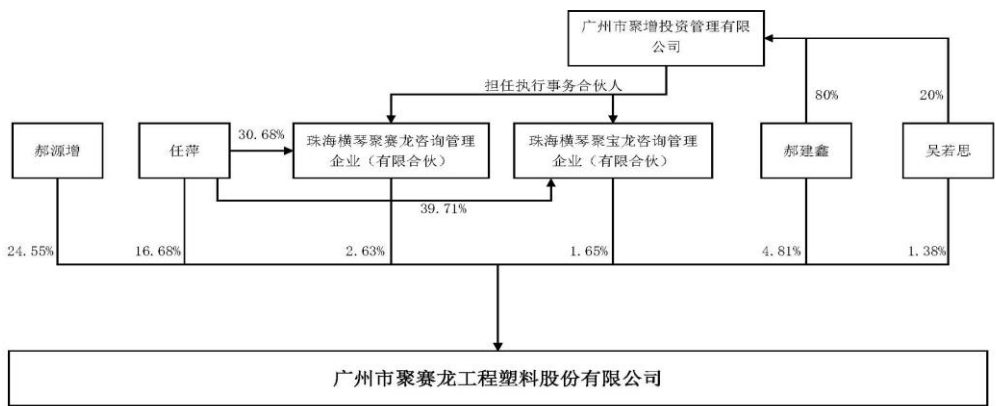 广州市聚增投资管理有限
公司
担任执行事务合伙人
80%
20%
郝源增
任萍
30.68%
珠海横琴聚赛龙咨询管理
企业（有限合伙）
珠海横琴聚宝龙咨询管理
企业（有限合伙）
郝建鑫
吴若思
39.71%
24.55%
16.68%
2.63%
1.65%
4.81%
1.38%
广州市聚赛龙工程塑料股份有限公司